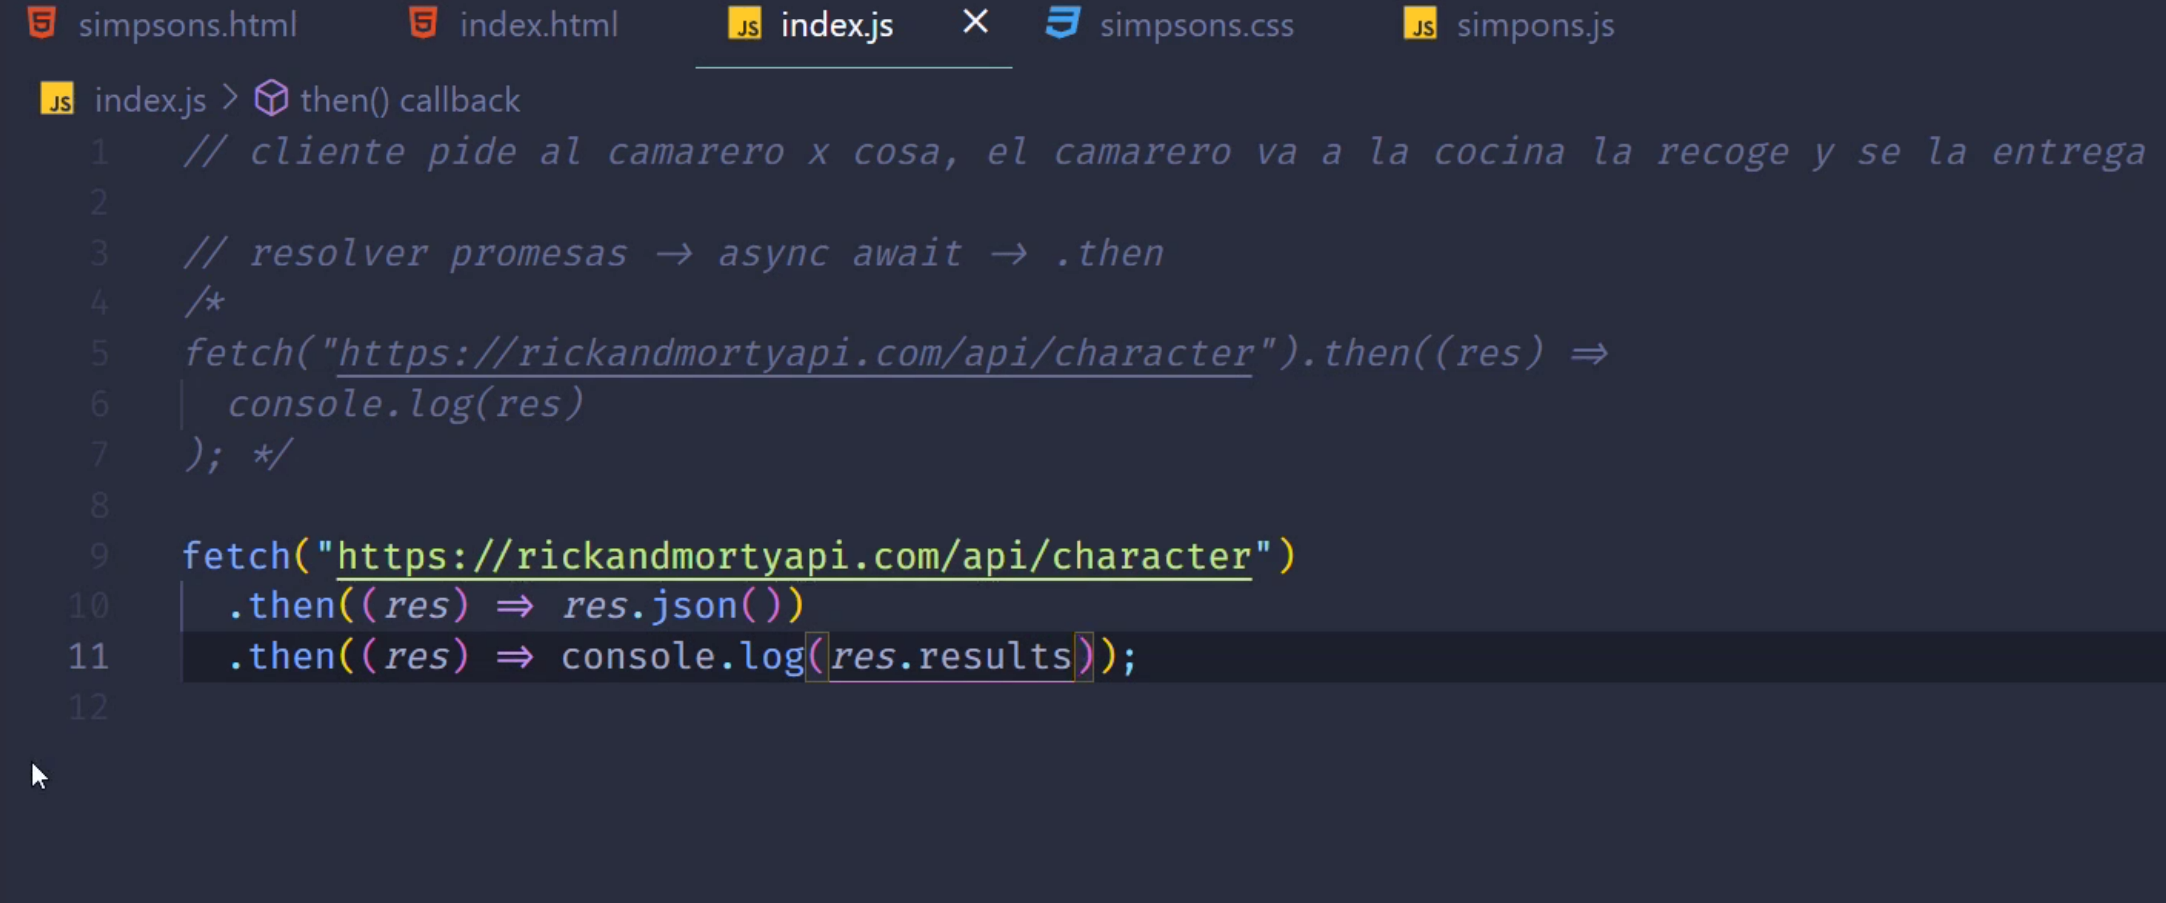 simpsons.html index.html JS index.js × simpsons.css JS simpons.js
JS index.js > then() callback
1 // cliente pide al camarero x cosa, el camarero va a la cocina la recoge y se la entrega
2
3 // resolver promesas → async await → .then
4 /*
5 fetch("https://rickandmortyapi.com/api/character").then((res) ⇒
6 console.log(res)
7 ); */
8
9 fetch("https://rickandmortyapi.com/api/character")
10 .then((res) ⇒ res.json())
11 .then((res) ⇒ console.log(res.results));
12